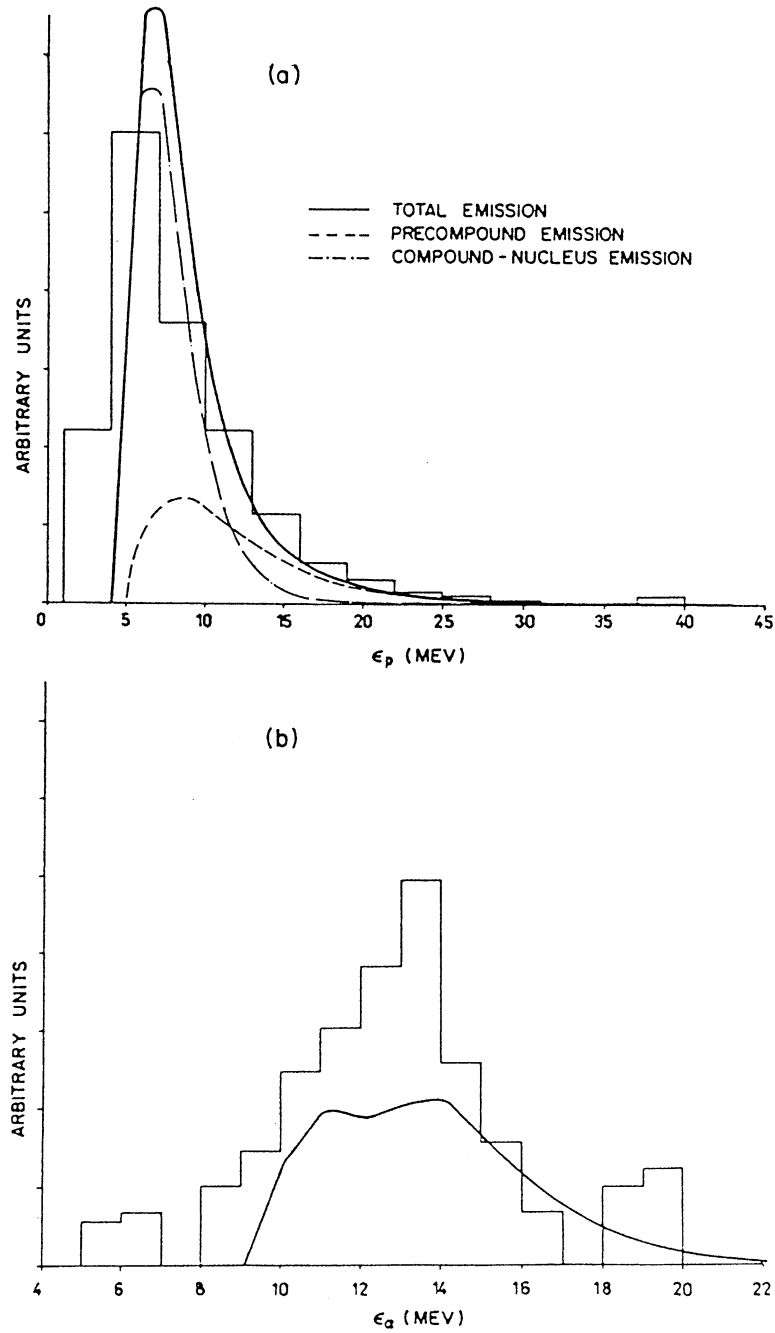 (a)
TOTAL EMISSION
PRECOMPOUND EMISSION
COMPOUND-NUCLEUS EMISSION
ARBITRARY UNITS
0 5 10 15 20 25 30 35 40 45
ϵp (MEV)
(b)
ARBITRARY UNITS
4 6 8 10 12 14 16 18 20 22
ϵα (MEV)